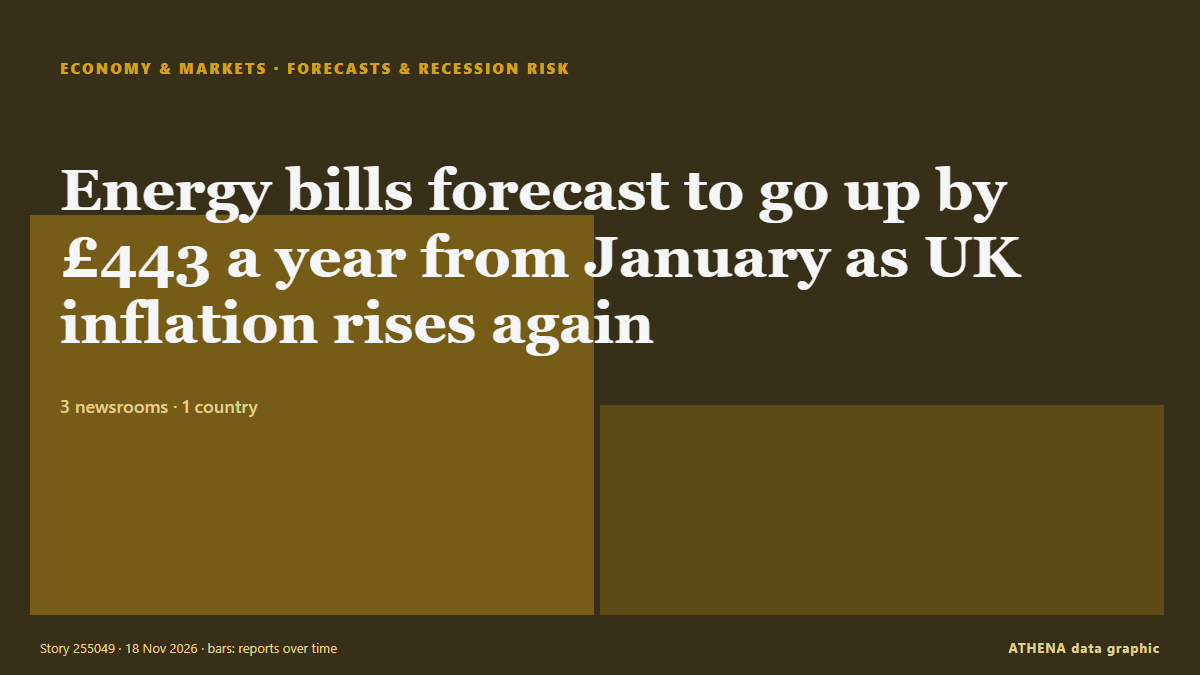 ECONOMY & MARKETS · FORECASTS & RECESSION RISK
Energy bills forecast to go up by
£443 a year from January as UK
inflation rises again
3 newsrooms · 1 country
Story 255049 · 18 Nov 2026 · bars: reports over time
ATHENA data graphic